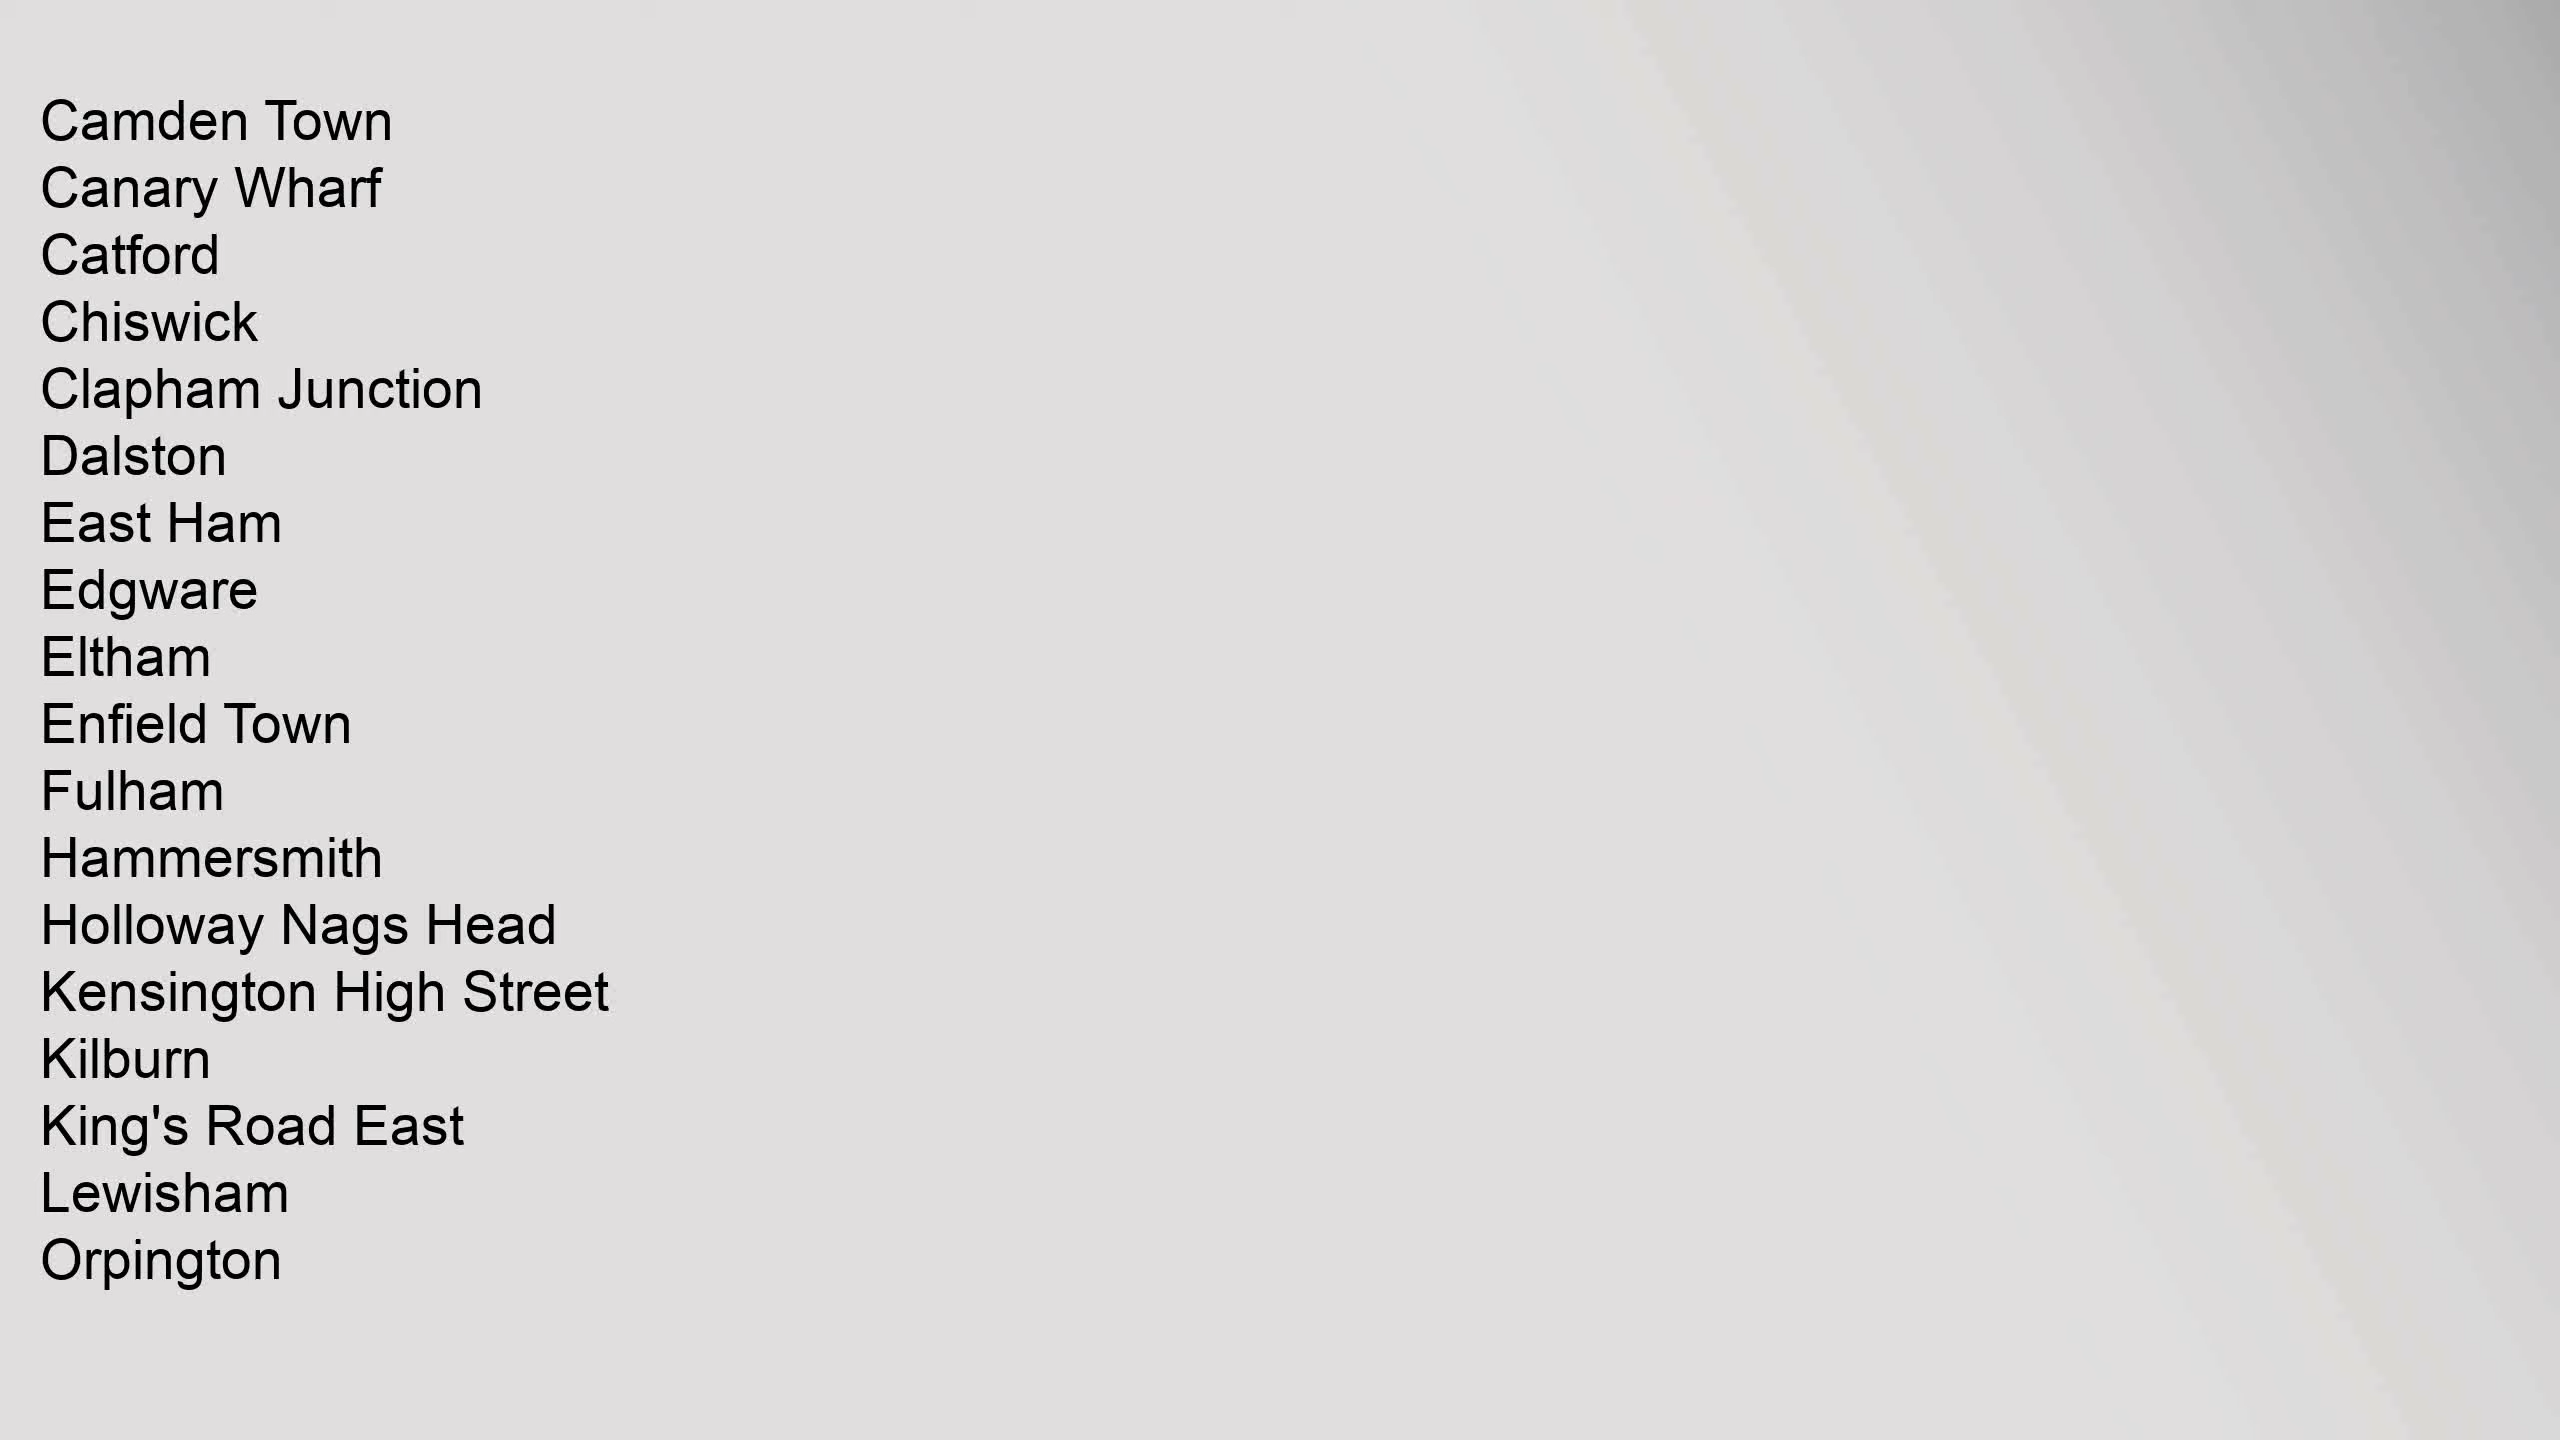 Camden Town
Canary Wharf
Catford
Chiswick
Clapham Junction
Dalston
East Ham
Edgware
Eltham
Enfield Town
Fulham
Hammersmith
Holloway Nags Head
Kensington High Street
Kilburn
King's Road East
Lewisham
Orpington